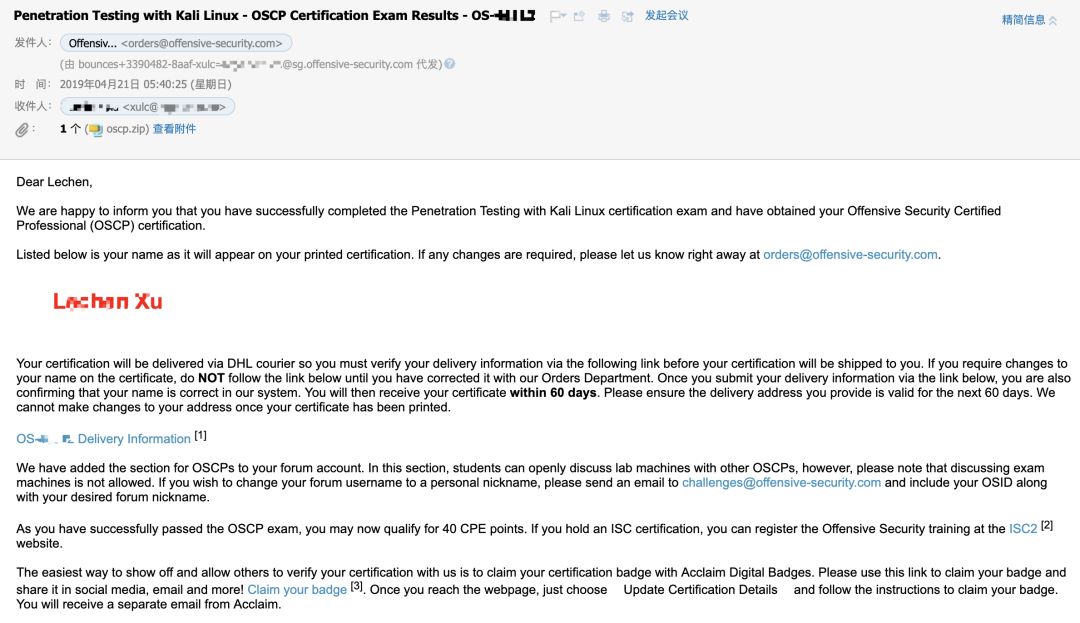 Penetration Testing with Kali Linux - OSCP Certification Exam Results - OS- 发起会议
精简信息
发件人： Offensiv... <orders@offensive-security.com>
(由 bounces+3390482-8aaf-xulc= .@sg.offensive-security.com 代发)
时 间： 2019年04月21日 05:40:25 (星期日)
收件人： <xulc@ >
： 1 个 ( oscp.zip) 查看附件
Dear Lechen,
We are happy to inform you that you have successfully completed the Penetration Testing with Kali Linux certification exam and have obtained your Offensive Security Certified
Professional (OSCP) certification.
Listed below is your name as it will appear on your printed certification. If any changes are required, please let us know right away at orders@offensive-security.com.
Xu
Your certification will be delivered via DHL courier so you must verify your delivery information via the following link before your certification will be shipped to you. If you require changes to
your name on the certificate, do NOT follow the link below until you have corrected it with our Orders Department. Once you submit your delivery information via the link below, you are also
confirming that your name is correct in our system. You will then receive your certificate within 60 days. Please ensure the delivery address you provide is valid for the next 60 days. We
cannot make changes to your address once your certificate has been printed.
OS- Delivery Information [1]
We have added the section for OSCPs to your forum account. In this section, students can openly discuss lab machines with other OSCPs, however, please note that discussing exam
machines is not allowed. If you wish to change your forum username to a personal nickname, please send an email to challenges@offensive-security.com and include your OSID along
with your desired forum nickname.
As you have successfully passed the OSCP exam, you may now qualify for 40 CPE points. If you hold an ISC certification, you can register the Offensive Security training at the ISC2 [2]
website.
The easiest way to show off and allow others to verify your certification with us is to claim your certification badge with Acclaim Digital Badges. Please use this link to claim your badge and
share it in social media, email and more! Claim your badge [3]. Once you reach the webpage, just choose Update Certification Details and follow the instructions to claim your badge.
You will receive a separate email from Acclaim.